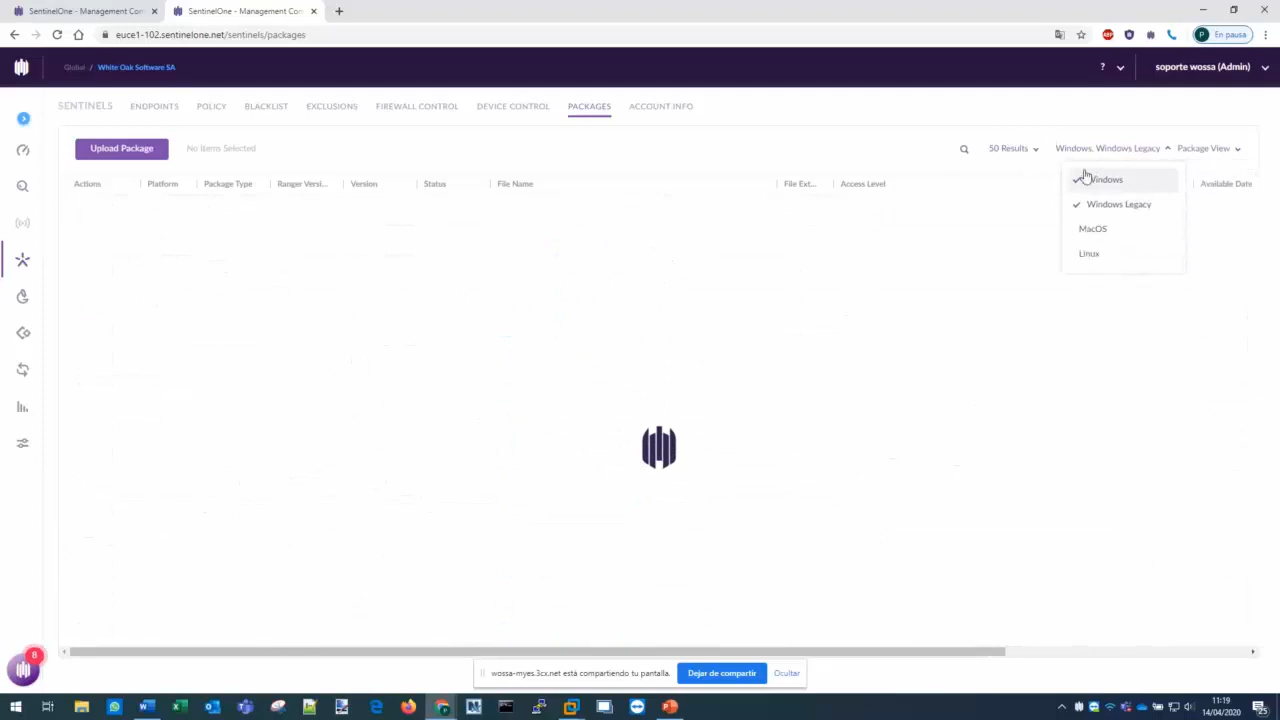 SentinelOne - Management Con
SentinelOne - Management Con
euce1-102.sentinelone.net/sentinels/packages
ABP
P
En pausa
Global / White Oak Software SA
?
soporte wossa (Admin)
SENTINELS ENDPOINTS POLICY BLACKLIST EXCLUSIONS FIREWALL CONTROL DEVICE CONTROL PACKAGES ACCOUNT INFO
Upload Package
No Items Selected
50 Results
Windows, Windows Legacy
Package View
Actions Platform Package Type Ranger Versi... Version Status File Name File Ext... Access Level Available Date
Windows
Windows Legacy
MacOS
Linux
8
wossa-myes.3cx.net está compartiendo tu pantalla.
Dejar de compartir
Ocultar
11:19
14/04/2020
25